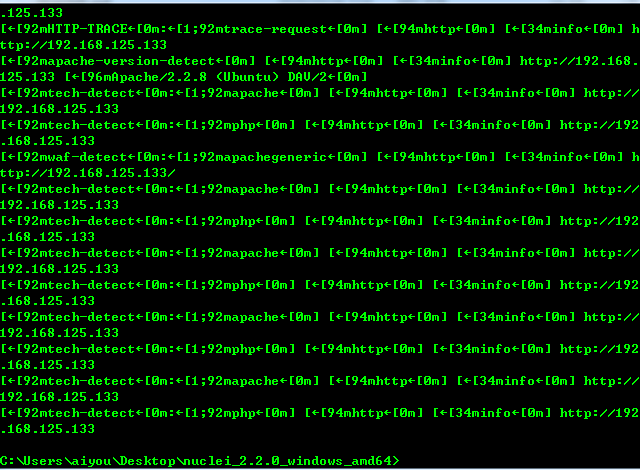 .125.133
[←[92mHTTP-TRACE←[0m:←[1;92mtrace-request←[0m] [←[94mhttp←[0m] [←[34minfo←[0m] h
ttp://192.168.125.133
[←[92mapache-version-detect←[0m] [←[94mhttp←[0m] [←[34minfo←[0m] http://192.168.
125.133 [←[96mApache/2.2.8 (Ubuntu) DAV/2←[0m]
[←[92mtech-detect←[0m:←[1;92mapache←[0m] [←[94mhttp←[0m] [←[34minfo←[0m] http://
192.168.125.133
[←[92mtech-detect←[0m:←[1;92mphp←[0m] [←[94mhttp←[0m] [←[34minfo←[0m] http://192
.168.125.133
[←[92mwaf-detect←[0m:←[1;92mapachegeneric←[0m] [←[94mhttp←[0m] [←[34minfo←[0m] h
ttp://192.168.125.133/
[←[92mtech-detect←[0m:←[1;92mapache←[0m] [←[94mhttp←[0m] [←[34minfo←[0m] http://
192.168.125.133
[←[92mtech-detect←[0m:←[1;92mphp←[0m] [←[94mhttp←[0m] [←[34minfo←[0m] http://192
.168.125.133
[←[92mtech-detect←[0m:←[1;92mapache←[0m] [←[94mhttp←[0m] [←[34minfo←[0m] http://
192.168.125.133
[←[92mtech-detect←[0m:←[1;92mphp←[0m] [←[94mhttp←[0m] [←[34minfo←[0m] http://192
.168.125.133
[←[92mtech-detect←[0m:←[1;92mapache←[0m] [←[94mhttp←[0m] [←[34minfo←[0m] http://
192.168.125.133
[←[92mtech-detect←[0m:←[1;92mphp←[0m] [←[94mhttp←[0m] [←[34minfo←[0m] http://192
.168.125.133
[←[92mtech-detect←[0m:←[1;92mapache←[0m] [←[94mhttp←[0m] [←[34minfo←[0m] http://
192.168.125.133
[←[92mtech-detect←[0m:←[1;92mphp←[0m] [←[94mhttp←[0m] [←[34minfo←[0m] http://192
.168.125.133
C:\Users\aiyou\Desktop\nuclei_2.2.0_windows_amd64>